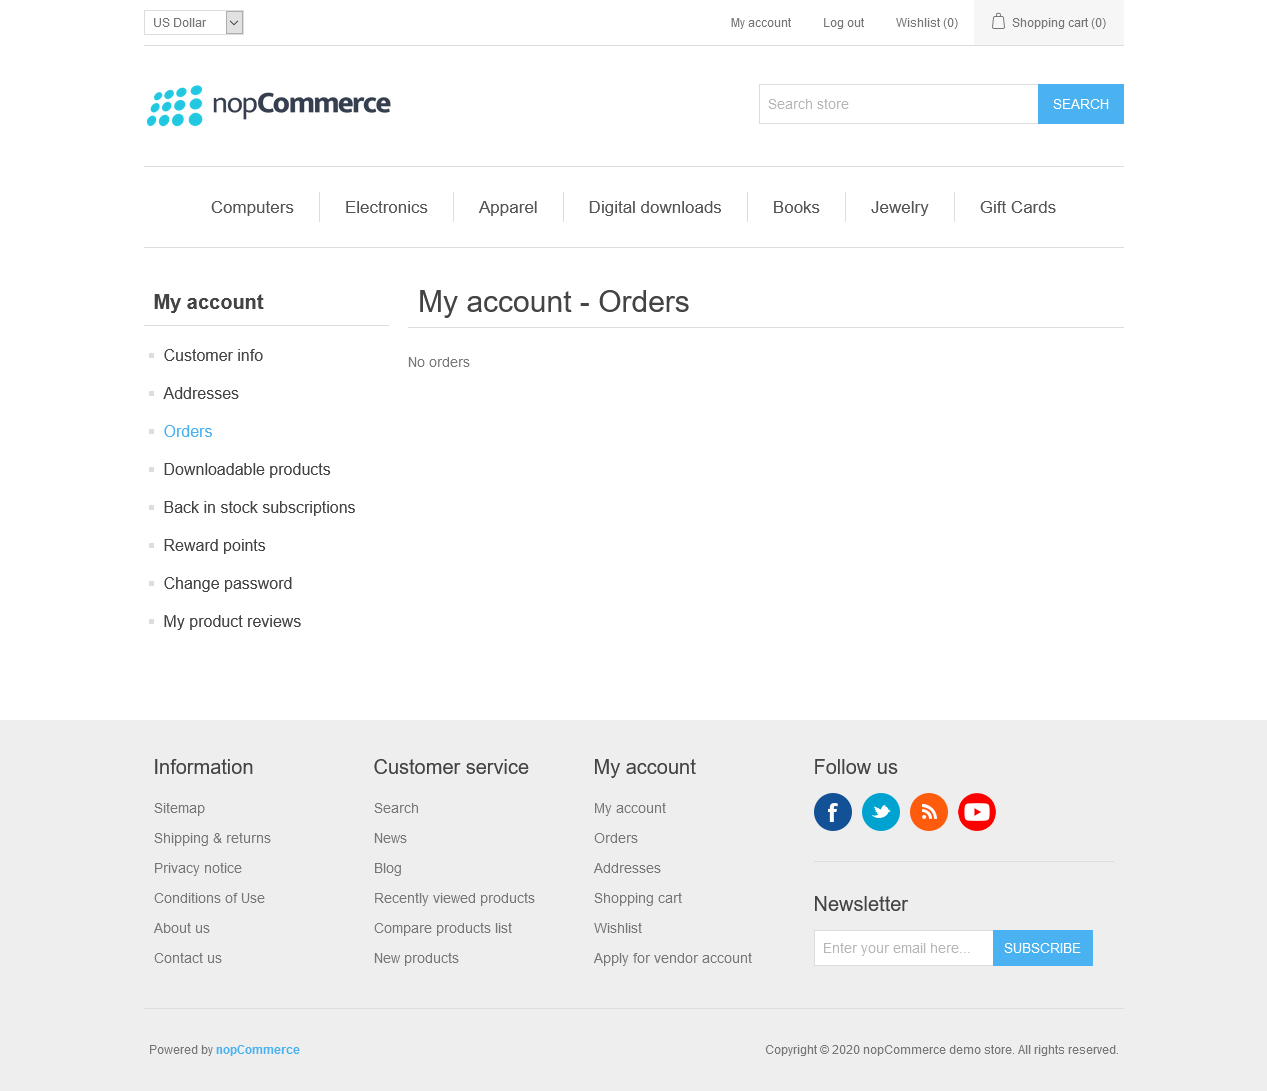 US Dollar
My account
Log out
Wishlist (0)
Shopping cart (0)
nopCommerce
Search store
SEARCH
Computers
Electronics
Apparel
Digital downloads
Books
Jewelry
Gift Cards
My account
Customer info
Addresses
Orders
Downloadable products
Back in stock subscriptions
Reward points
Change password
My product reviews
My account - Orders
No orders
Information
Sitemap
Shipping & returns
Privacy notice
Conditions of Use
About us
Contact us
Customer service
Search
News
Blog
Recently viewed products
Compare products list
New products
My account
My account
Orders
Addresses
Shopping cart
Wishlist
Apply for vendor account
Follow us
f
Newsletter
Enter your email here...
SUBSCRIBE
Powered by nopCommerce
Copyright © 2020 nopCommerce demo store. All rights reserved.